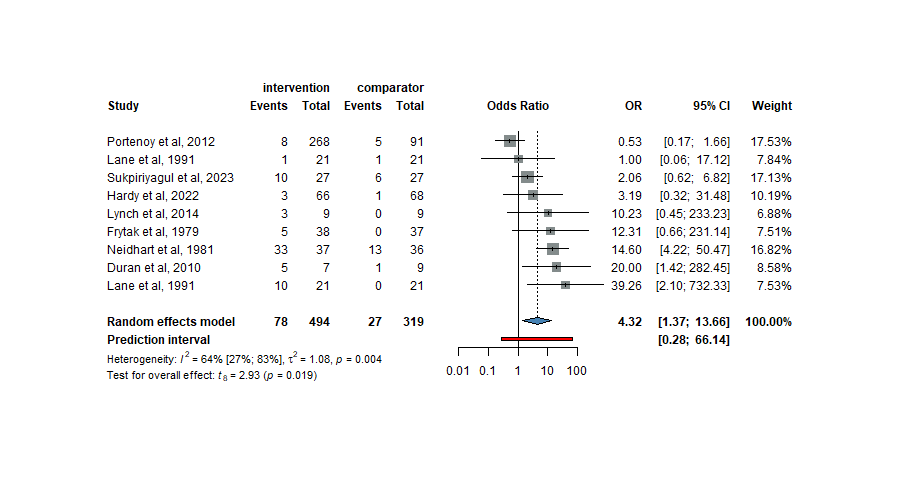 intervention comparator
Study Events Total Events Total Odds Ratio OR 95% CI Weight
Portenoy et al, 2012 8 268 5 91 0.53 [0.17; 1.66] 17.53%
Lane et al, 1991 1 21 1 21 1.00 [0.06; 17.12] 7.84%
Sukpiriyagul et al, 2023 10 27 6 27 2.06 [0.62; 6.82] 17.13%
Hardy et al, 2022 3 66 1 68 3.19 [0.32; 31.48] 10.19%
Lynch et al, 2014 3 9 0 9 10.23 [0.45; 233.23] 6.88%
Frytak et al, 1979 5 38 0 37 12.31 [0.66; 231.14] 7.51%
Neidhart et al, 1981 33 37 13 36 14.60 [4.22; 50.47] 16.82%
Duran et al, 2010 5 7 1 9 20.00 [1.42; 282.45] 8.58%
Lane et al, 1991 10 21 0 21 39.26 [2.10; 732.33] 7.53%
Random effects model 78 494 27 319 4.32 [1.37; 13.66] 100.00%
Prediction interval [0.28; 66.14]
Heterogeneity: I² = 64% [27%; 83%], τ² = 1.08, p = 0.004
Test for overall effect: t₈ = 2.93 (p = 0.019)
0.01 0.1 1 10 100